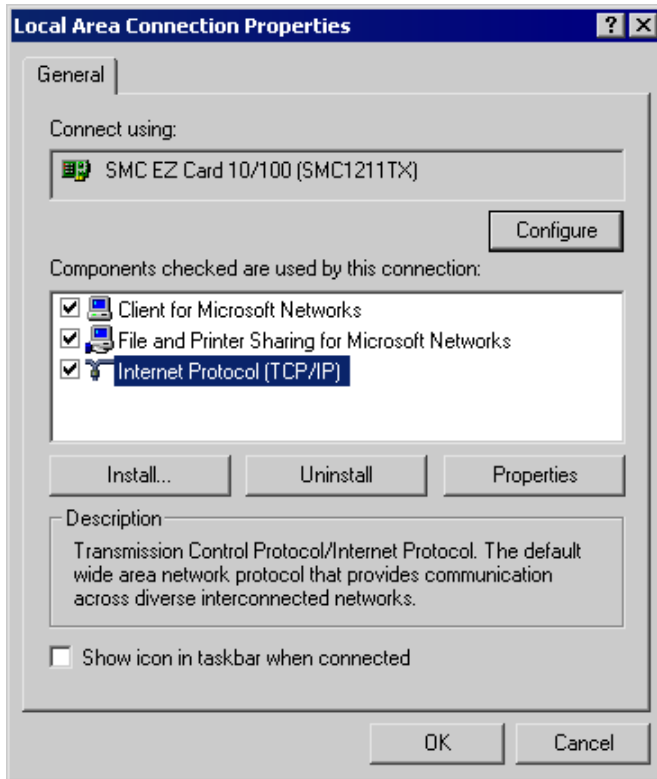 Local Area Connection Properties
General
Connect using:
SMC EZ Card 10/100 (SMC1211TX)
Configure
Components checked are used by this connection:
Client for Microsoft Networks
File and Printer Sharing for Microsoft Networks
Internet Protocol (TCP/IP)
Install... Uninstall Properties
Description
Transmission Control Protocol/Internet Protocol. The default
wide area network protocol that provides communication
across diverse interconnected networks.
Show icon in taskbar when connected
OK Cancel